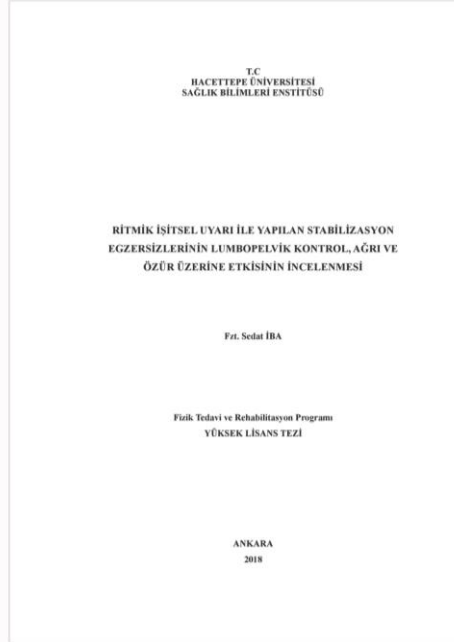 T.C
HACETTEPE ÜNİVERSİTESİ
SAĞLIK BİLİMLERİ ENSTİTÜSÜ
RİTMİK İŞİTSEL UYARI İLE YAPILAN STABİLİZASYON
EGZERSİZLERİNİN LUMBOPELVİK KONTROL, AĞRI VE
ÖZÜR ÜZERİNE ETKİSİNİN İNCELENMESİ
Fzt. Sedat İBA
Fizik Tedavi ve Rehabilitasyon Programı
YÜKSEK LİSANS TEZİ
ANKARA
2018